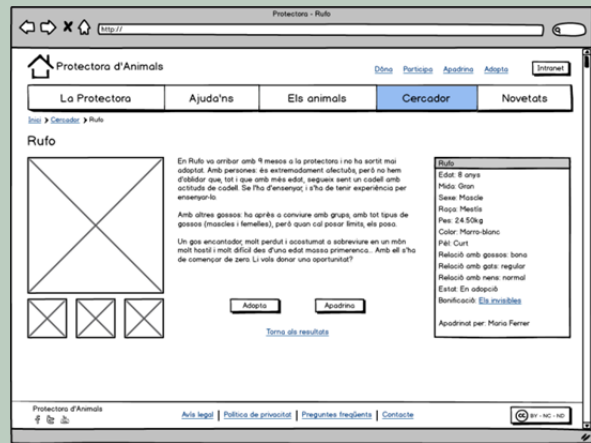 Protectora - Rufo
http://
Protectora d'Animals
Dóna Participa Apadrina Adopta Intranet
La Protectora Ajuda'ns Els animals Cercador Novetats
Inici > Cercador > Rufo
Rufo
En Rufo va arribar amb 9 mesos a la protectora i no ha sortit mai
adoptat. Amb persones: és extremadament afectuós, però no hem
d'oblidar que, tot i que amb més edat, segueix sent un cadell amb
actituds de cadell. Se l'ha d'ensenyar, i s'ha de tenir experiència per
ensenyar-lo.
Amb altres gossos: ha après a conviure amb grups, amb tot tipus de
gossos (mascles i femelles), però quan cal posar límits, els posa.
Un gos encantador, molt perdut i acostumat a sobreviure en un món
molt hostil i molt difícil des d'una edat massa primerenca... Amb ell s'ha
de començar de zero. Li vols donar una oportunitat?
Adopta Apadrina
Torna als resultats
Rufo
Edat: 8 anys
Mida: Gran
Sexe: Mascle
Raça: Mestís
Pes: 24.50kg
Color: Marro-blanc
Pèl: Curt
Relació amb gossos: bona
Relació amb gats: regular
Relació amb nens: normal
Estat: En adopció
Bonificació: Els invisibles
Apadrinat per: Maria Ferrer
Protectora d'Animals
Avís legal | Política de privacitat | Preguntes freqüents | Contacte
CC BY - NC - ND